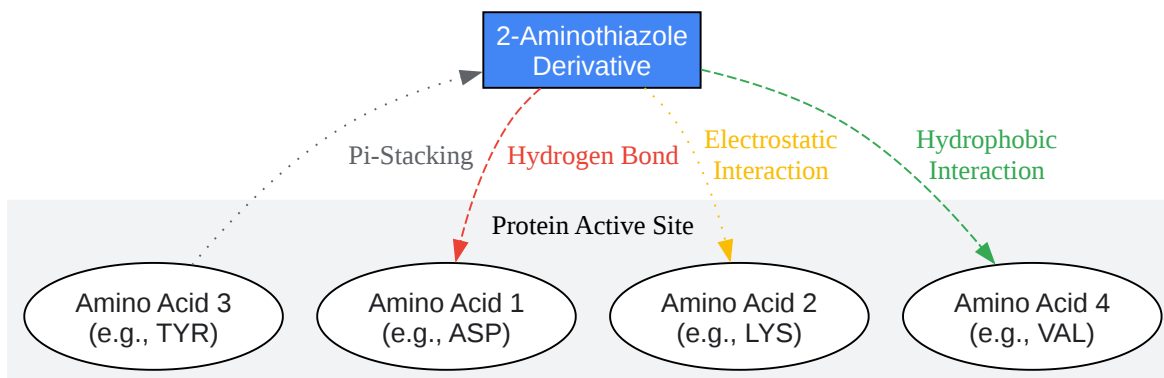 2-Aminothiazole
Derivative
Pi-Stacking
Hydrogen Bond
Electrostatic
Interaction
Hydrophobic
Interaction
Protein Active Site
Amino Acid 3
(e.g., TYR)
Amino Acid 1
(e.g., ASP)
Amino Acid 2
(e.g., LYS)
Amino Acid 4
(e.g., VAL)